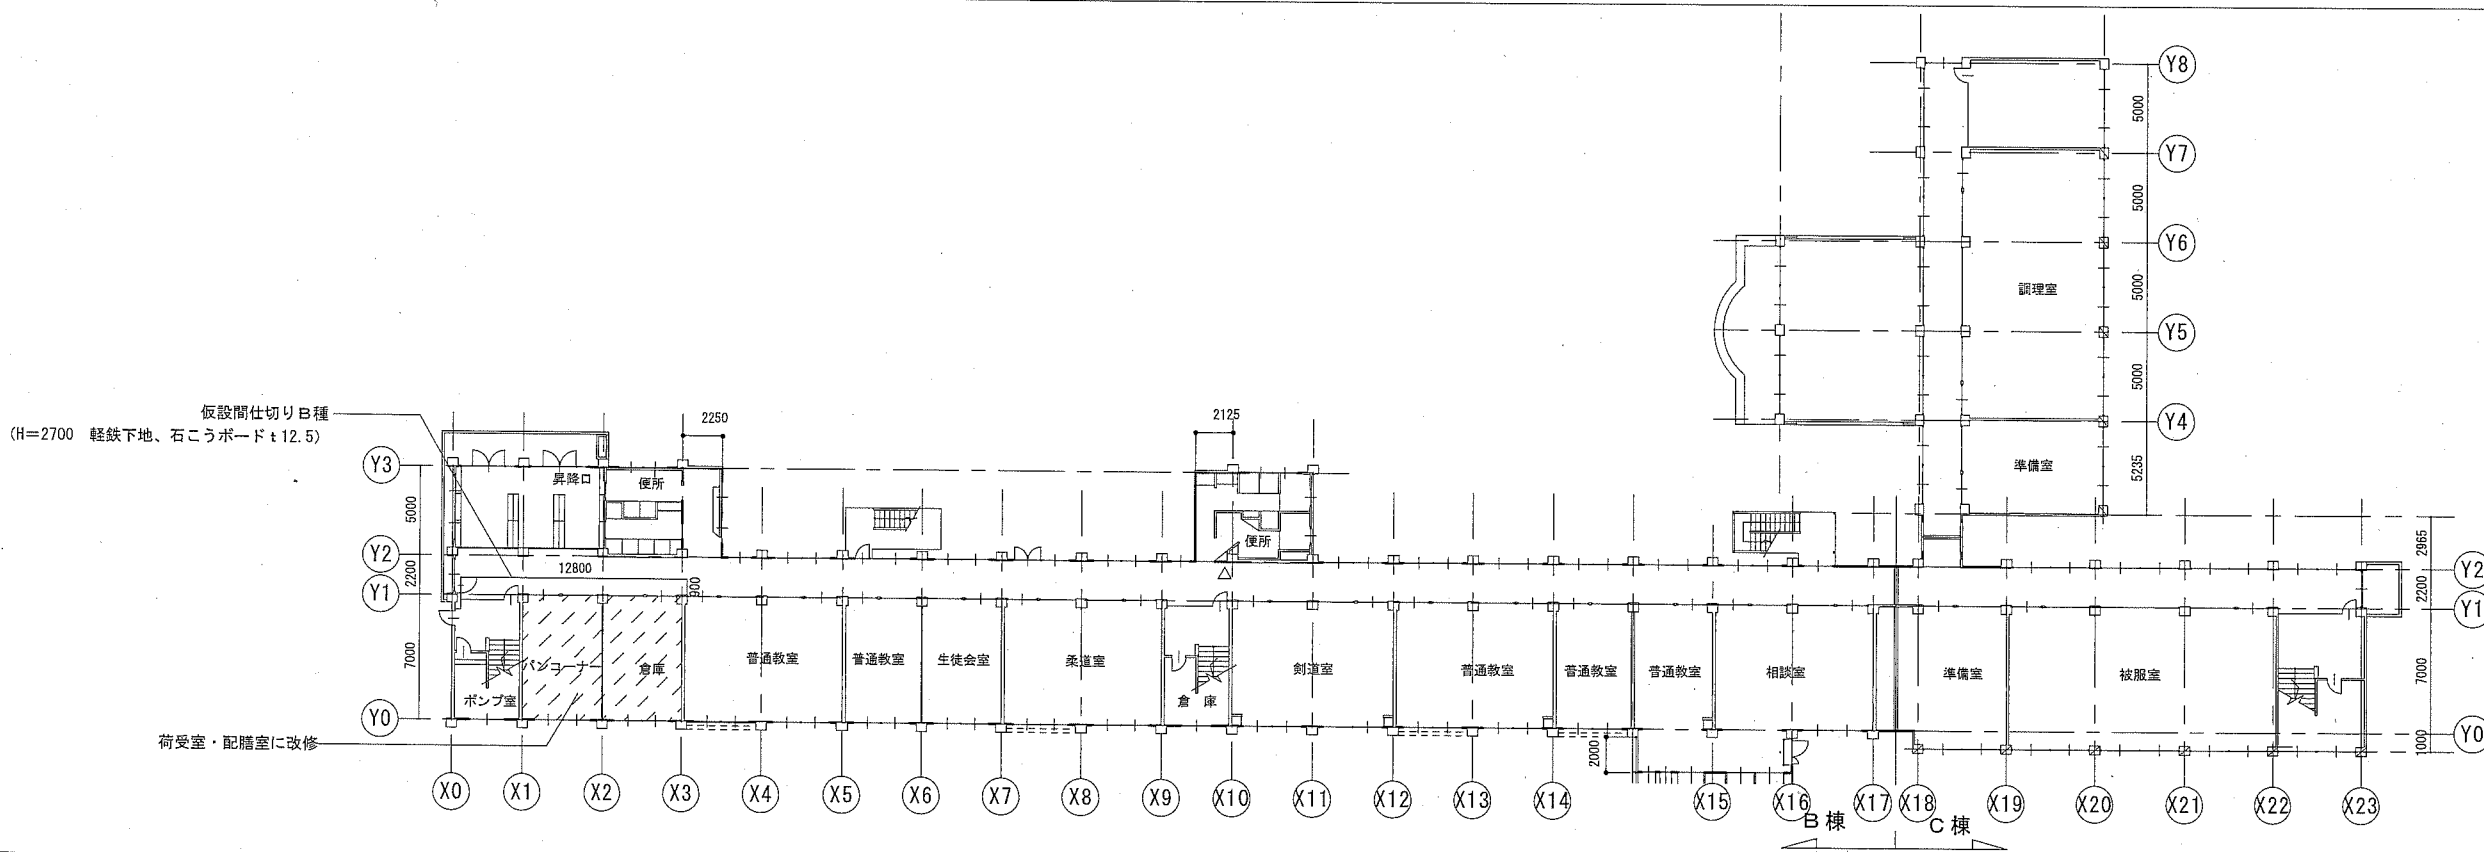 Y8
5000
Y7
5000
Y6
調理室
5000
Y5
5000
仮設間仕切りB種
2250
2125
Y4
(H=2700 軽鉄下地、石こうボードt12.5)
Y3
昇降口
便所
準備室
5235
5000
便所
2965
Y2
2200
12800
Y2
2200
Y1
900
Y1
7000
パンコーナー
倉庫
普通教室
普通教室
生徒会室
柔道室
剣道室
普通教室
普通教室
普通教室
相談室
準備室
被服室
7000
ポンプ室
倉庫
Y0
Y0
荷受室・配膳室に改修
2000
1000
X0
X1
X2
X3
X4
X5
X6
X7
X8
X9
X10
X11
X12
X13
X14
X15
X16
X17
X18
X19
X20
X21
X22
X23
B棟
C棟